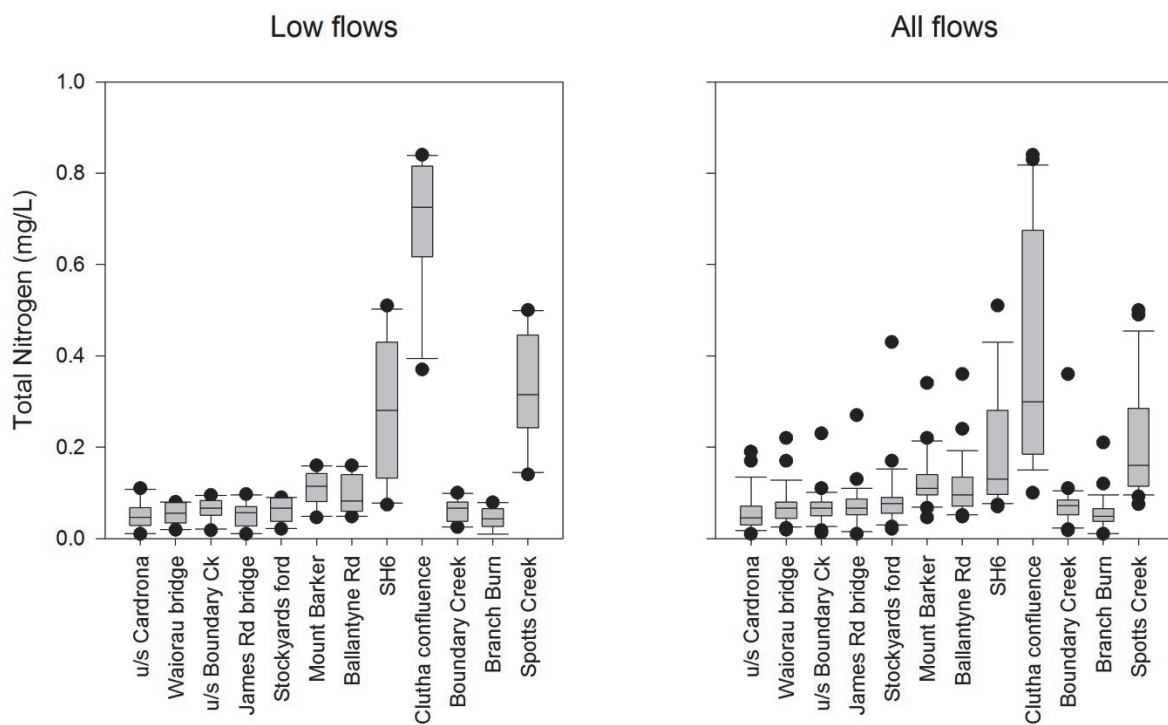 Low flows
All flows
Total Nitrogen (mg/L)
1.0
0.8
0.6
0.4
0.2
0.0
u/s Cardrona
Waiorau bridge
u/s Boundary Ck
James Rd bridge
Stockyards ford
Mount Barker
Ballantyne Rd
SH6
Clutha confluence
Boundary Creek
Branch Burn
Spotts Creek
u/s Cardrona
Waiorau bridge
u/s Boundary Ck
James Rd bridge
Stockyards ford
Mount Barker
Ballantyne Rd
SH6
Clutha confluence
Boundary Creek
Branch Burn
Spotts Creek